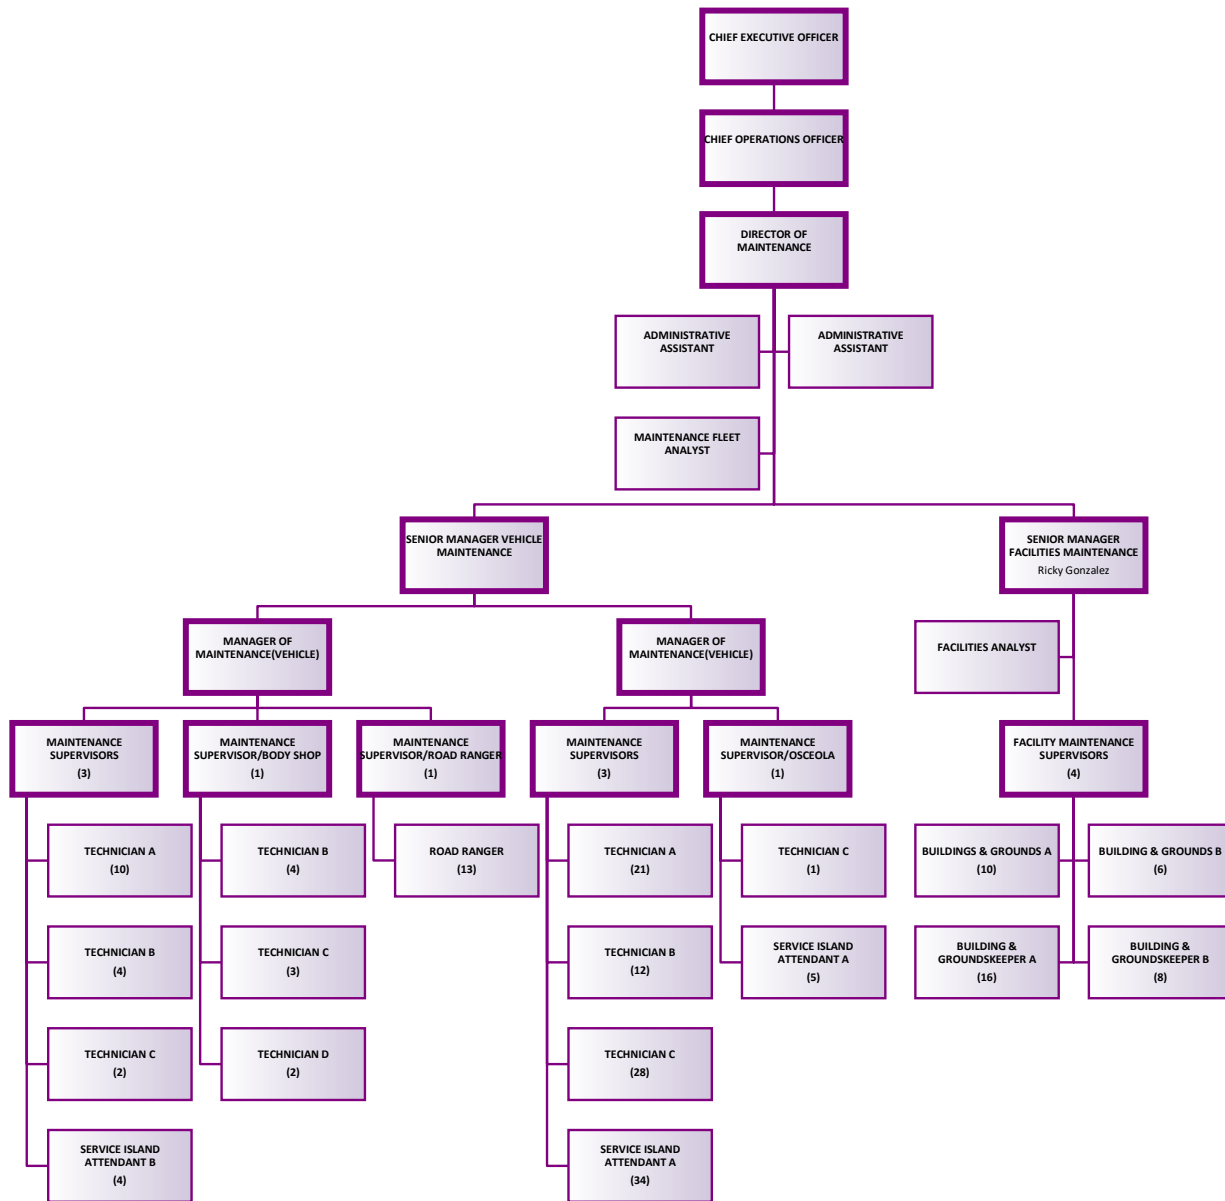 CHIEF EXECUTIVE OFFICER
CHIEF OPERATIONS OFFICER
DIRECTOR OF
MAINTENANCE
ADMINISTRATIVE
ASSISTANT
ADMINISTRATIVE
ASSISTANT
MAINTENANCE FLEET
ANALYST
SENIOR MANAGER VEHICLE
MAINTENANCE
SENIOR MANAGER
FACILITIES MAINTENANCE
Ricky Gonzalez
MANAGER OF
MAINTENANCE(VEHICLE)
MANAGER OF
MAINTENANCE(VEHICLE)
FACILITIES ANALYST
MAINTENANCE
SUPERVISORS
(3)
MAINTENANCE
SUPERVISOR/BODY SHOP
(1)
MAINTENANCE
SUPERVISOR/ROAD RANGER
(1)
MAINTENANCE
SUPERVISORS
(3)
MAINTENANCE
SUPERVISOR/OSCEOLA
(1)
FACILITY MAINTENANCE
SUPERVISORS
(4)
TECHNICIAN A
(10)
TECHNICIAN B
(4)
ROAD RANGER
(13)
TECHNICIAN A
(21)
TECHNICIAN C
(1)
BUILDINGS & GROUNDS A
(10)
BUILDING & GROUNDS B
(6)
TECHNICIAN B
(4)
TECHNICIAN C
(3)
TECHNICIAN B
(12)
SERVICE ISLAND
ATTENDANT A
(5)
BUILDING &
GROUNDSKEEPER A
(16)
BUILDING &
GROUNDSKEEPER B
(8)
TECHNICIAN C
(2)
TECHNICIAN D
(2)
TECHNICIAN C
(28)
SERVICE ISLAND
ATTENDANT B
(4)
SERVICE ISLAND
ATTENDANT A
(34)